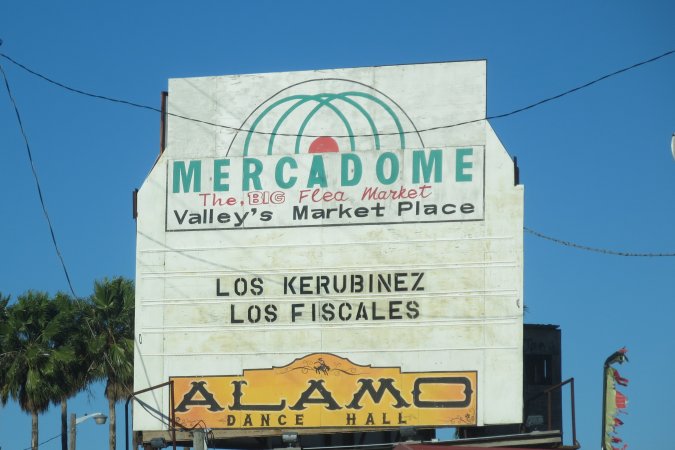 MERCADOME
The BIG Flea Market
Valley's Market Place
LOS KERUBINEZ
LOS FISCALES
ALAMO
DANCE HALL